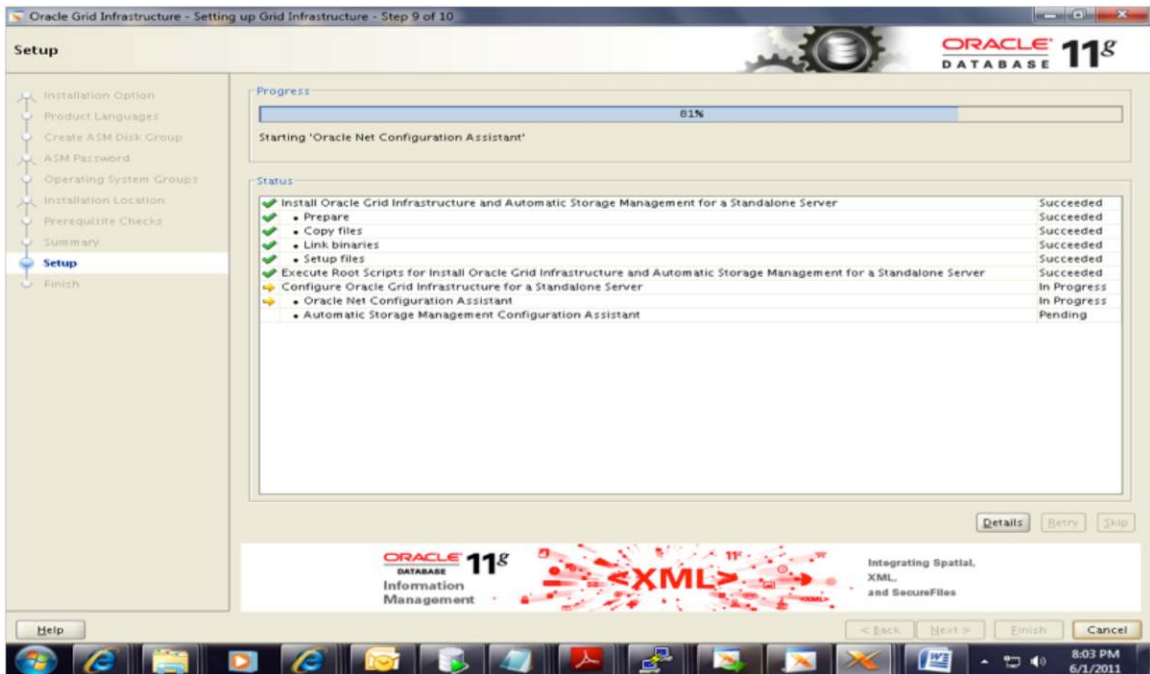 Oracle Grid Infrastructure - Setting up Grid Infrastructure - Step 9 of 10
Setup
ORACLE
DATABASE 11g
Installation Option
Product Languages
Create ASM Disk Group
ASM Password
Operating System Groups
Installation Location
Prerequisite Checks
Summary
Setup
Finish
Progress
81%
Starting 'Oracle Net Configuration Assistant'
Status
Install Oracle Grid Infrastructure and Automatic Storage Management for a Standalone Server Succeeded
• Prepare Succeeded
• Copy files Succeeded
• Link binaries Succeeded
• Setup files Succeeded
Execute Root Scripts for Install Oracle Grid Infrastructure and Automatic Storage Management for a Standalone Server Succeeded
Configure Oracle Grid Infrastructure for a Standalone Server In Progress
• Oracle Net Configuration Assistant In Progress
• Automatic Storage Management Configuration Assistant Pending
Details Retry Skip
ORACLE 11g
DATABASE
Information
Management
<XML>
11g
<XML>
Integrating Spatial,
XML,
and SecureFiles
Help < Back Next > Finish Cancel
8:03 PM
6/1/2011